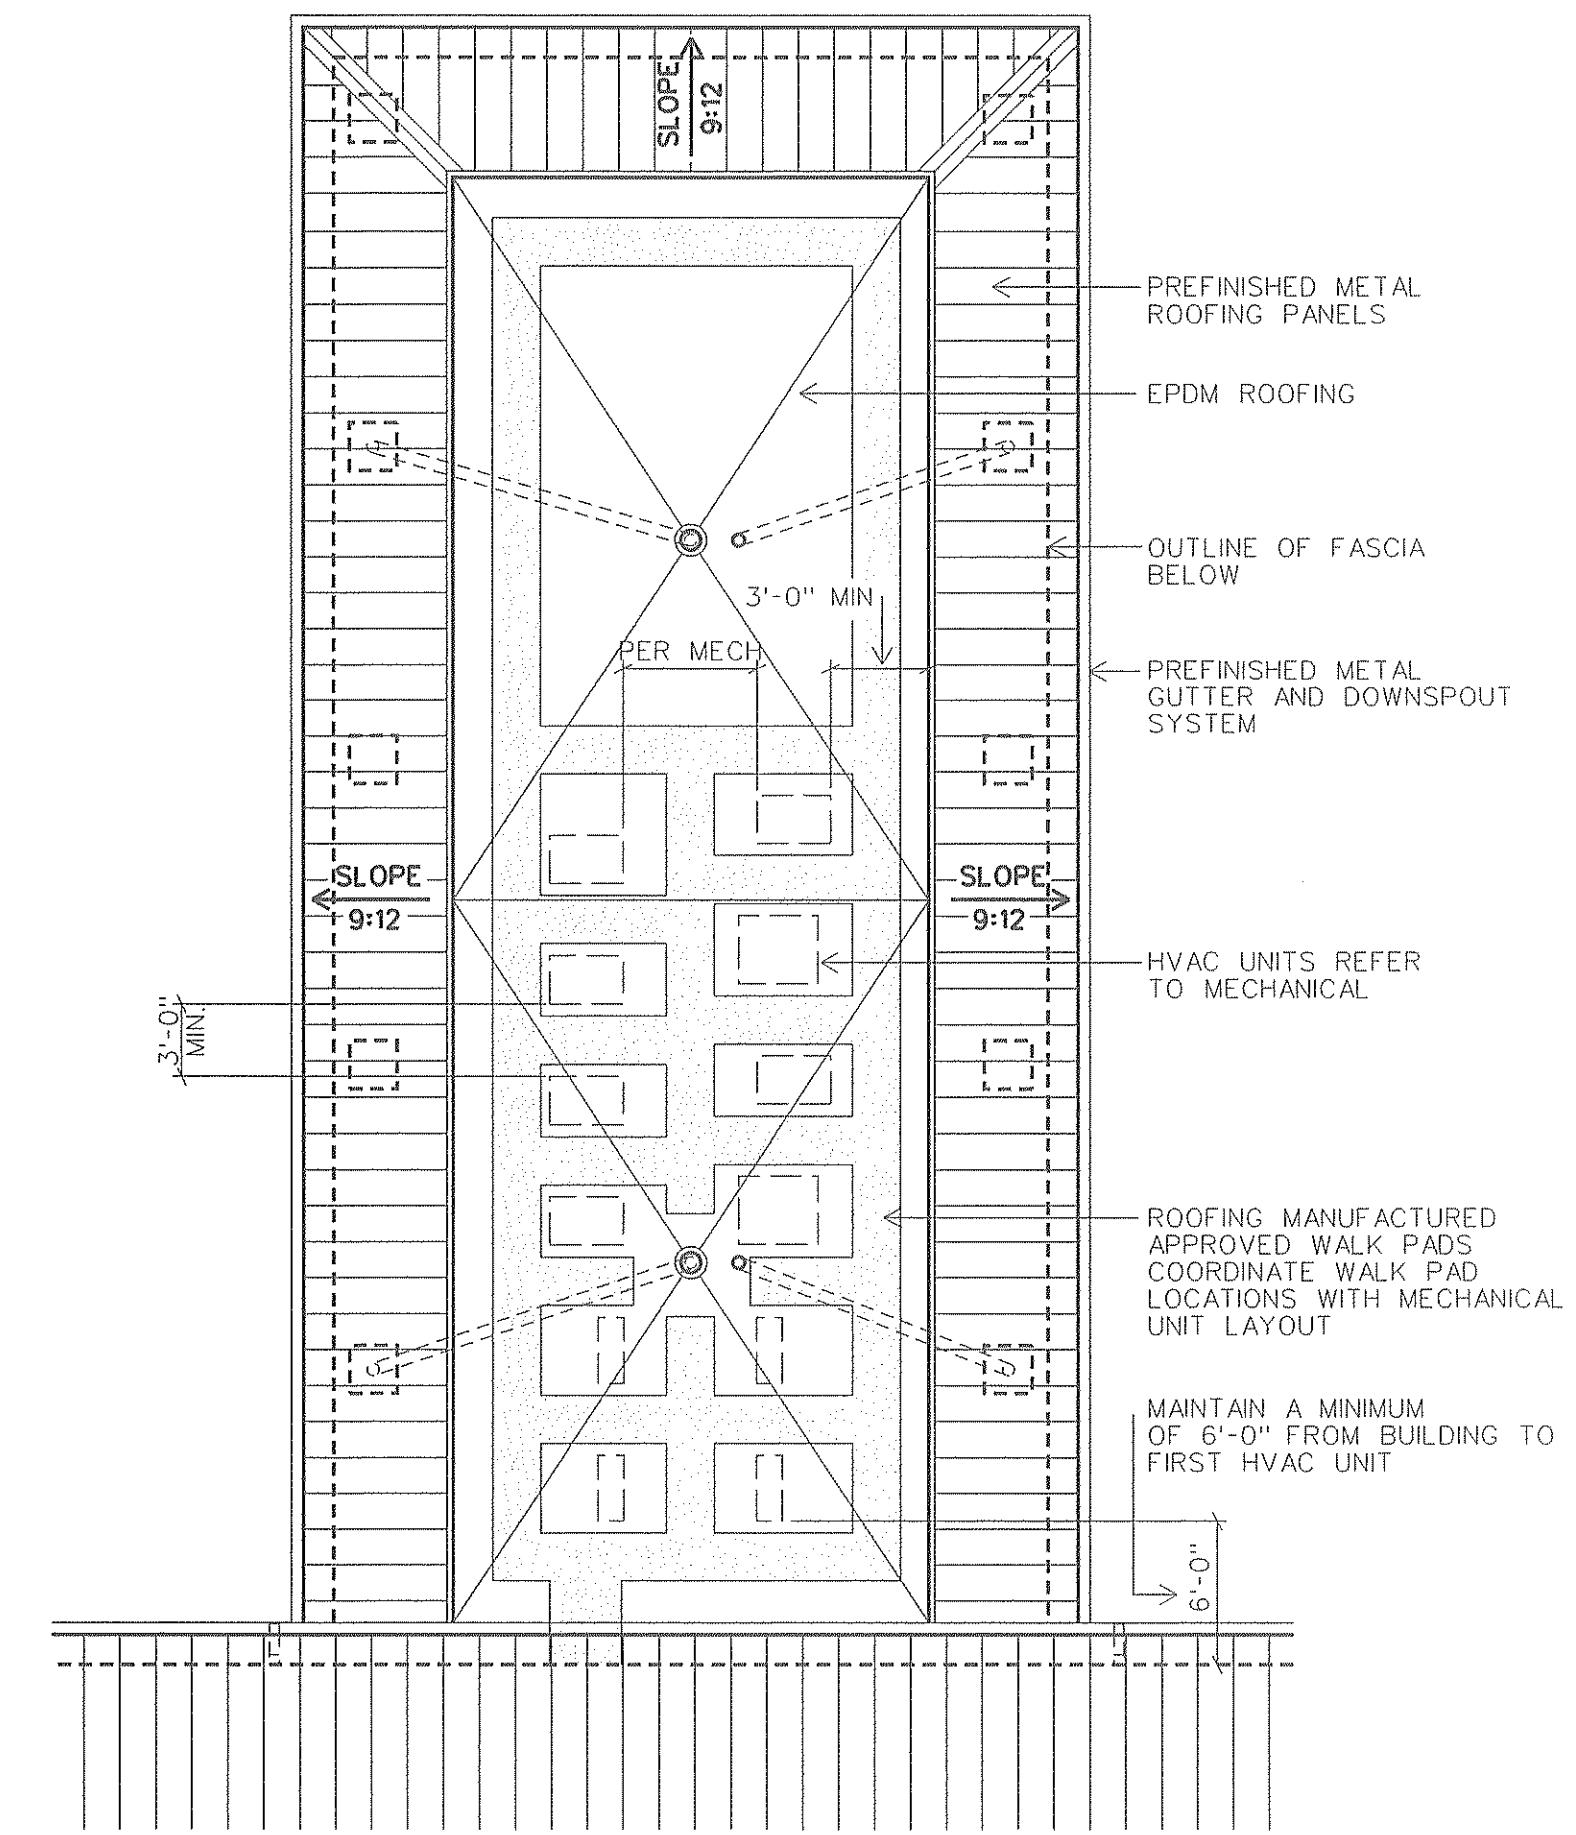 SLOPE
9:12
PREFINISHED METAL
ROOFING PANELS
EPDM ROOFING
OUTLINE OF FASCIA
BELOW
3'-0" MIN
PER MECH
PREFINISHED METAL
GUTTER AND DOWNSPOUT
SYSTEM
SLOPE
9:12
SLOPE
9:12
HVAC UNITS REFER
TO MECHANICAL
3'-0"
MIN.
ROOFING MANUFACTURED
APPROVED WALK PADS
COORDINATE WALK PAD
LOCATIONS WITH MECHANICAL
UNIT LAYOUT
MAINTAIN A MINIMUM
OF 6'-0" FROM BUILDING TO
FIRST HVAC UNIT
6'-0"